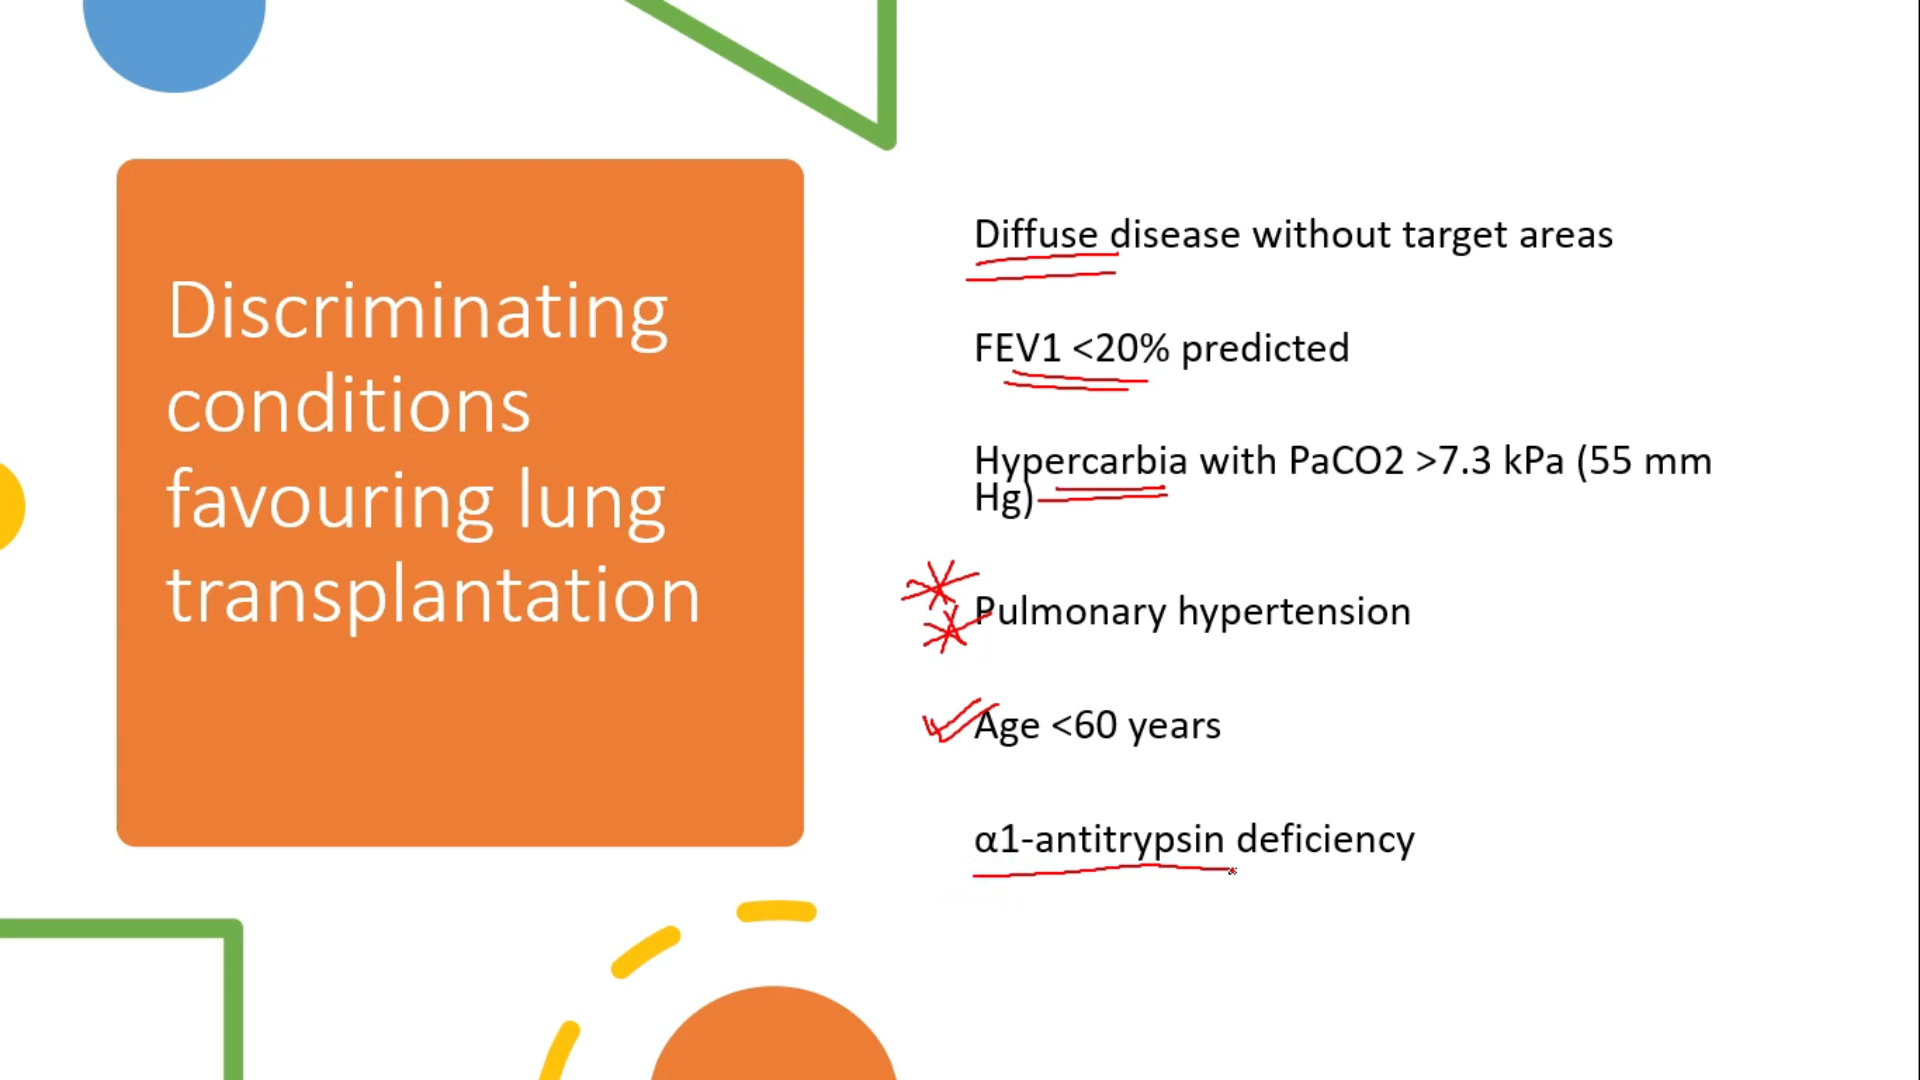 Discriminating
conditions
favouring lung
transplantation
Diffuse disease without target areas
FEV1 <20% predicted
Hypercarbia with PaCO2 >7.3 kPa (55 mm
Hg)
Pulmonary hypertension
Age <60 years
α1-antitrypsin deficiency